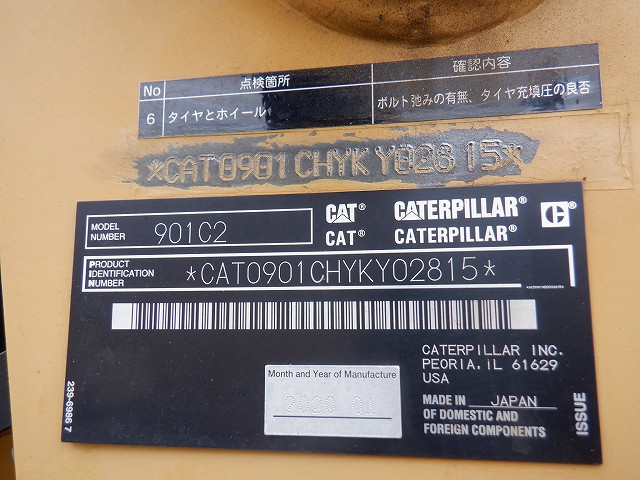 No 点検箇所 確認内容
6 タイヤとホイール ボルト弛みの有無、タイヤ充填圧の良否
*CAT0901CHYKY02815*
MODEL NUMBER 901C2
CAT® CATERPILLAR® C
CAT® CATERPILLAR®
PRODUCT IDENTIFICATION NUMBER *CAT0901CHYKY02815*
CATERPILLAR INC.
PEORIA, IL 61629
USA
Month and Year of Manufacture
2020 01
MADE IN JAPAN
OF DOMESTIC AND
FOREIGN COMPONENTS
ISSUE
239-6986 7